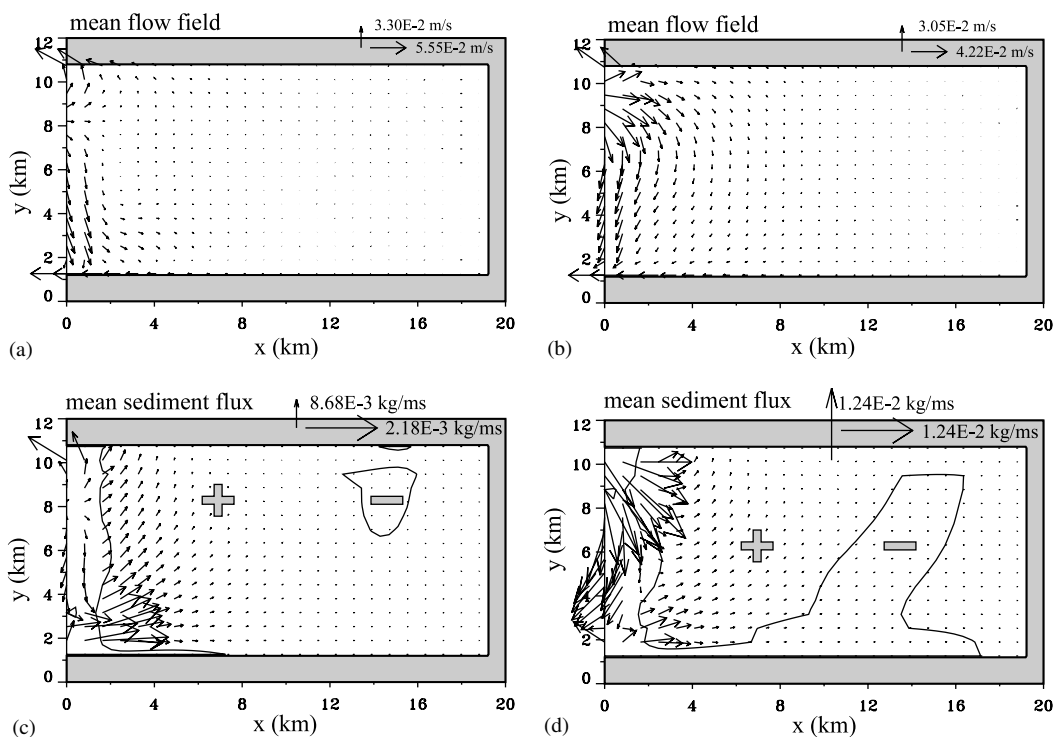 mean flow field
3.30E-2 m/s
5.55E-2 m/s
12
10
8
6
4
2
0
y (km)
0 4 8 12 16 20
(a)
x (km)
mean flow field
3.05E-2 m/s
4.22E-2 m/s
12
10
8
6
4
2
0
y (km)
0 4 8 12 16 20
(b)
x (km)
mean sediment flux
8.68E-3 kg/ms
2.18E-3 kg/ms
12
10
8
6
4
2
0
y (km)
0 4 8 12 16 20
(c)
x (km)
mean sediment flux
1.24E-2 kg/ms
1.24E-2 kg/ms
12
10
8
6
4
2
0
y (km)
0 4 8 12 16 20
(d)
x (km)